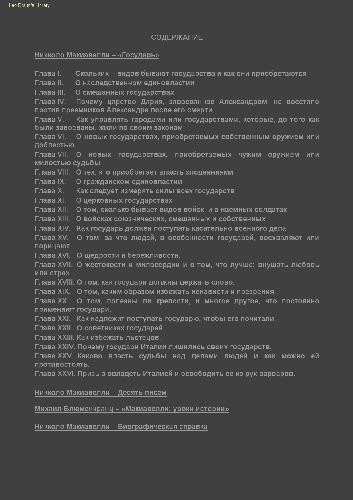 СОДЕРЖАНИЕ
Никколо Макиавелли – «Государь»
Глава I. Скольких видов бывают государства и как они приобретаются
Глава II. О наследственном единовластии
Глава III. О смешанных государствах
Глава IV. Почему царство Дария, завоеванное Александром, не восстало
против преемников Александра после его смерти
Глава V. Как управлять городами или государствами, которые, до того как
были завоеваны, жили по своим законам
Глава VI. О новых государствах, приобретаемых собственным оружием или
доблестью
Глава VII. О новых государствах, приобретаемых чужим оружием или
милостью судьбы
Глава VIII. О тех, кто приобретает власть злодеяниями
Глава IX. О гражданском единовластии
Глава X. Как следует измерять силы всех государств
Глава XI. О церковных государствах
Глава XII. О том, сколько бывает видов войск, и о наемных солдатах
Глава XIII. О войсках союзнических, смешанных и собственных
Глава XIV. Как государь должен поступать касательно военного дела
Глава XV. О том, за что людей, в особенности государей, восхваляют или
порицают
Глава XVI. О щедрости и бережливости.
Глава XVII. О жестокости и милосердии и о том, что лучше: внушать любовь
или страх
Глава XVIII. О том, как государи должны держать слово.
Глава XIX. О том, каким образом избежать ненависти и презрения.
Глава XX. О том, полезны ли крепости, и многое другое, что постоянно
применяют государи.
Глава XXI. Как надлежит поступать государю, чтобы его почитали.
Глава XXII. О советниках государей
Глава XXIII. Как избежать льстецов.
Глава XXIV. Почему государи Италии лишились своих государств.
Глава XXV. Какова власть судьбы над делами людей и как можно ей
противостоять.
Глава XXVI. Призыв овладеть Италией и освободить ее из рук варваров.
Никколо Макиавелли – Десять писем
Михаил Блюменкранц – «Макиавелли: уроки истории»
Никколо Макиавелли – Биографическая справка